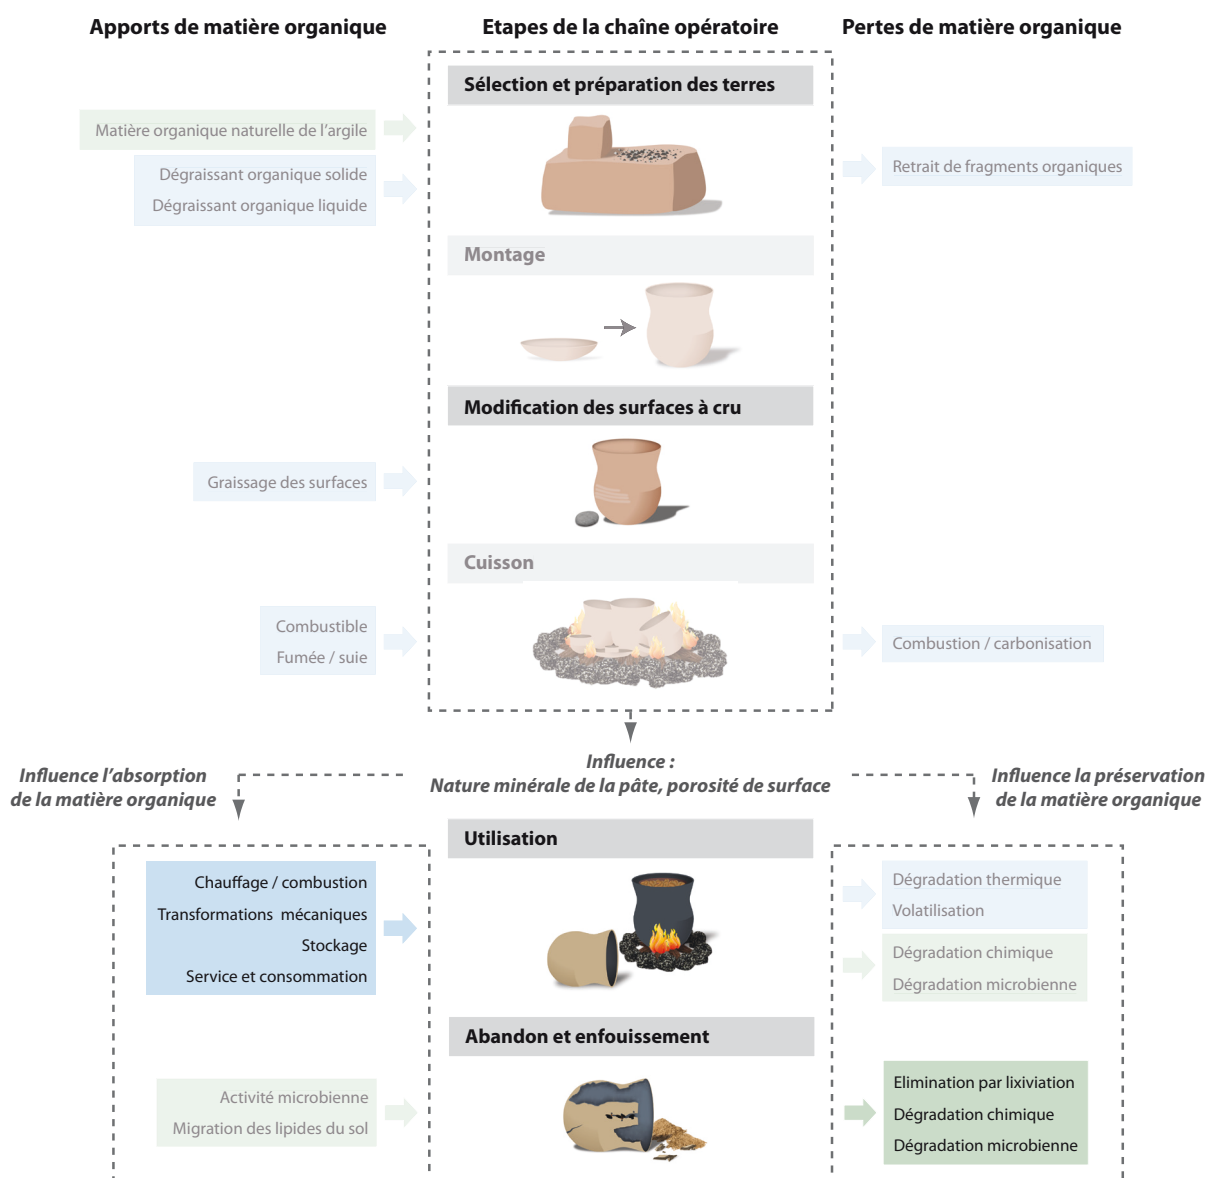 Apports de matière organique
Etapes de la chaîne opératoire
Pertes de matière organique
Sélection et préparation des terres
Matière organique naturelle de l'argile
Dégraissant organique solide
Dégraissant organique liquide
Retrait de fragments organiques
Montage
Modification des surfaces à cru
Graissage des surfaces
Cuisson
Combustible
Fumée / suie
Combustion / carbonisation
Influence l'absorption
de la matière organique
Influence :
Nature minérale de la pâte, porosité de surface
Influence la préservation
de la matière organique
Utilisation
Chauffage / combustion
Transformations mécaniques
Stockage
Service et consommation
Dégradation thermique
Volatilisation
Dégradation chimique
Dégradation microbienne
Abandon et enfouissement
Activité microbienne
Migration des lipides du sol
Elimination par lixiviation
Dégradation chimique
Dégradation microbienne